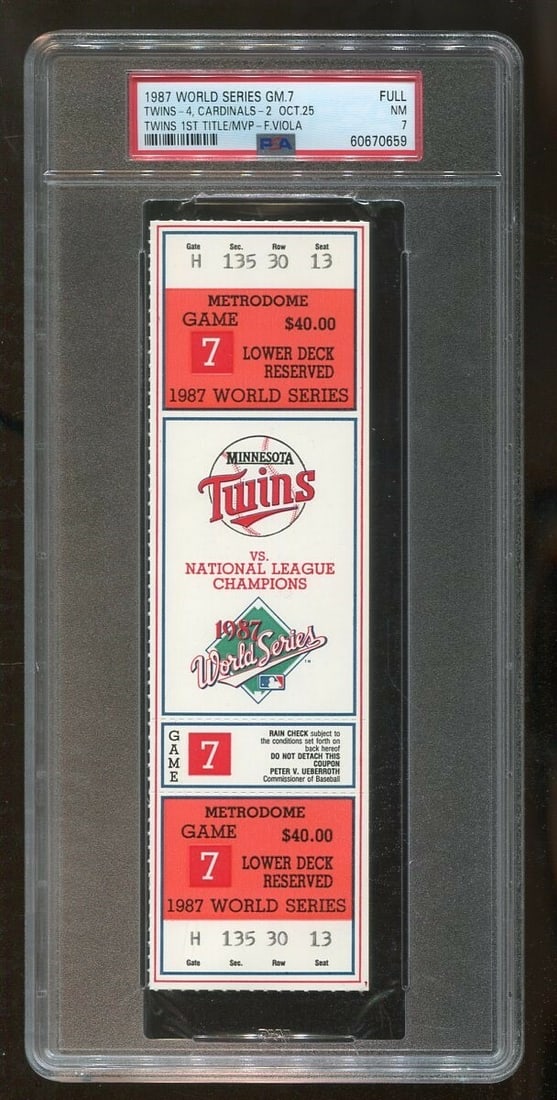 1987 WORLD SERIES GM.7 FULL
TWINS-4, CARDINALS-2 OCT.25 NM
TWINS 1ST TITLE/MVP-F.VIOLA 7
PSA 60670659
Gate Sec. Row Seat
H 135 30 13
METRODOME
GAME $40.00
7 LOWER DECK
RESERVED
1987 WORLD SERIES
MINNESOTA
Twins
VS.
NATIONAL LEAGUE
CHAMPIONS
1987
World Series
TM
GAME
7
RAIN CHECK subject to
the conditions set forth on
back hereof
DO NOT DETACH THIS
COUPON
PETER V. UEBERROTH
Commissioner of Baseball
METRODOME
GAME $40.00
7 LOWER DECK
RESERVED
1987 WORLD SERIES
H 135 30 13
Gate Sec. Row Seat
PSA